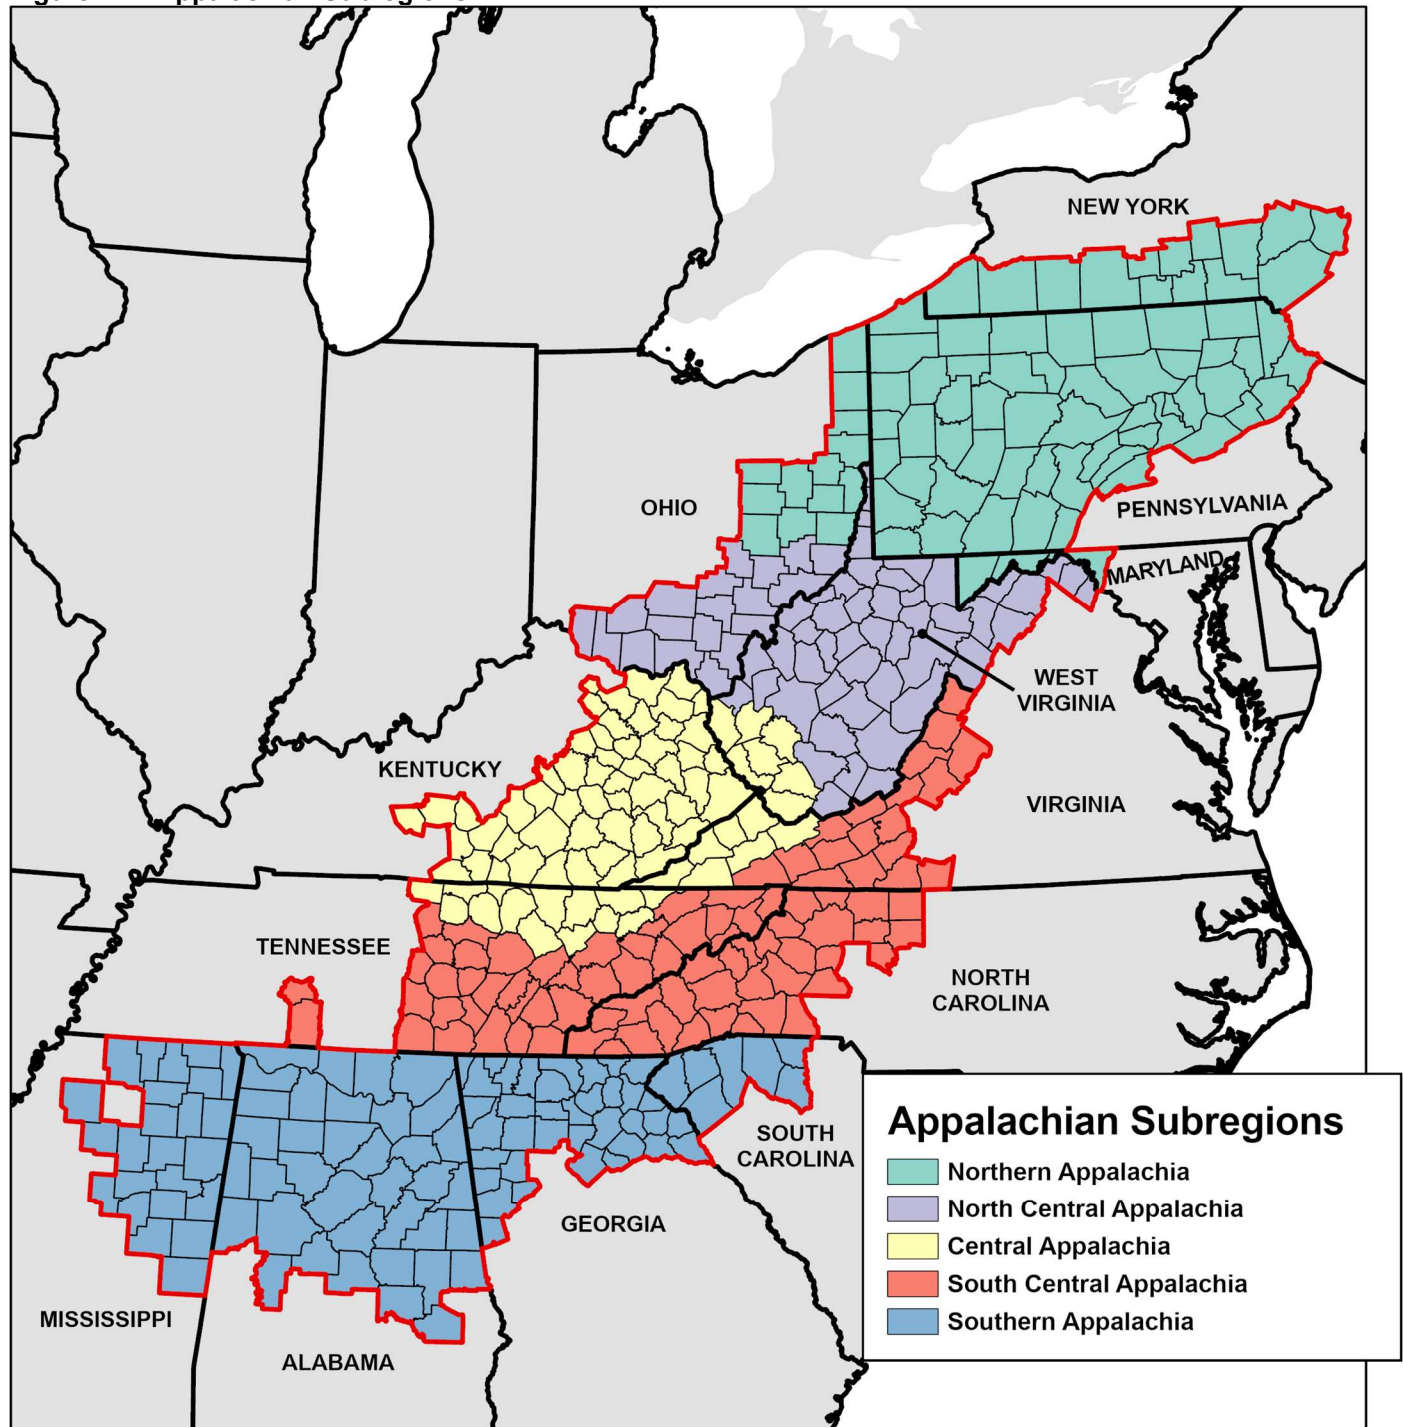 NEW YORK
OHIO
PENNSYLVANIA
MARYLAND
WEST
VIRGINIA
KENTUCKY
VIRGINIA
TENNESSEE
NORTH
CAROLINA
SOUTH
CAROLINA
GEORGIA
MISSISSIPPI
ALABAMA
Appalachian Subregions
Northern Appalachia
North Central Appalachia
Central Appalachia
South Central Appalachia
Southern Appalachia